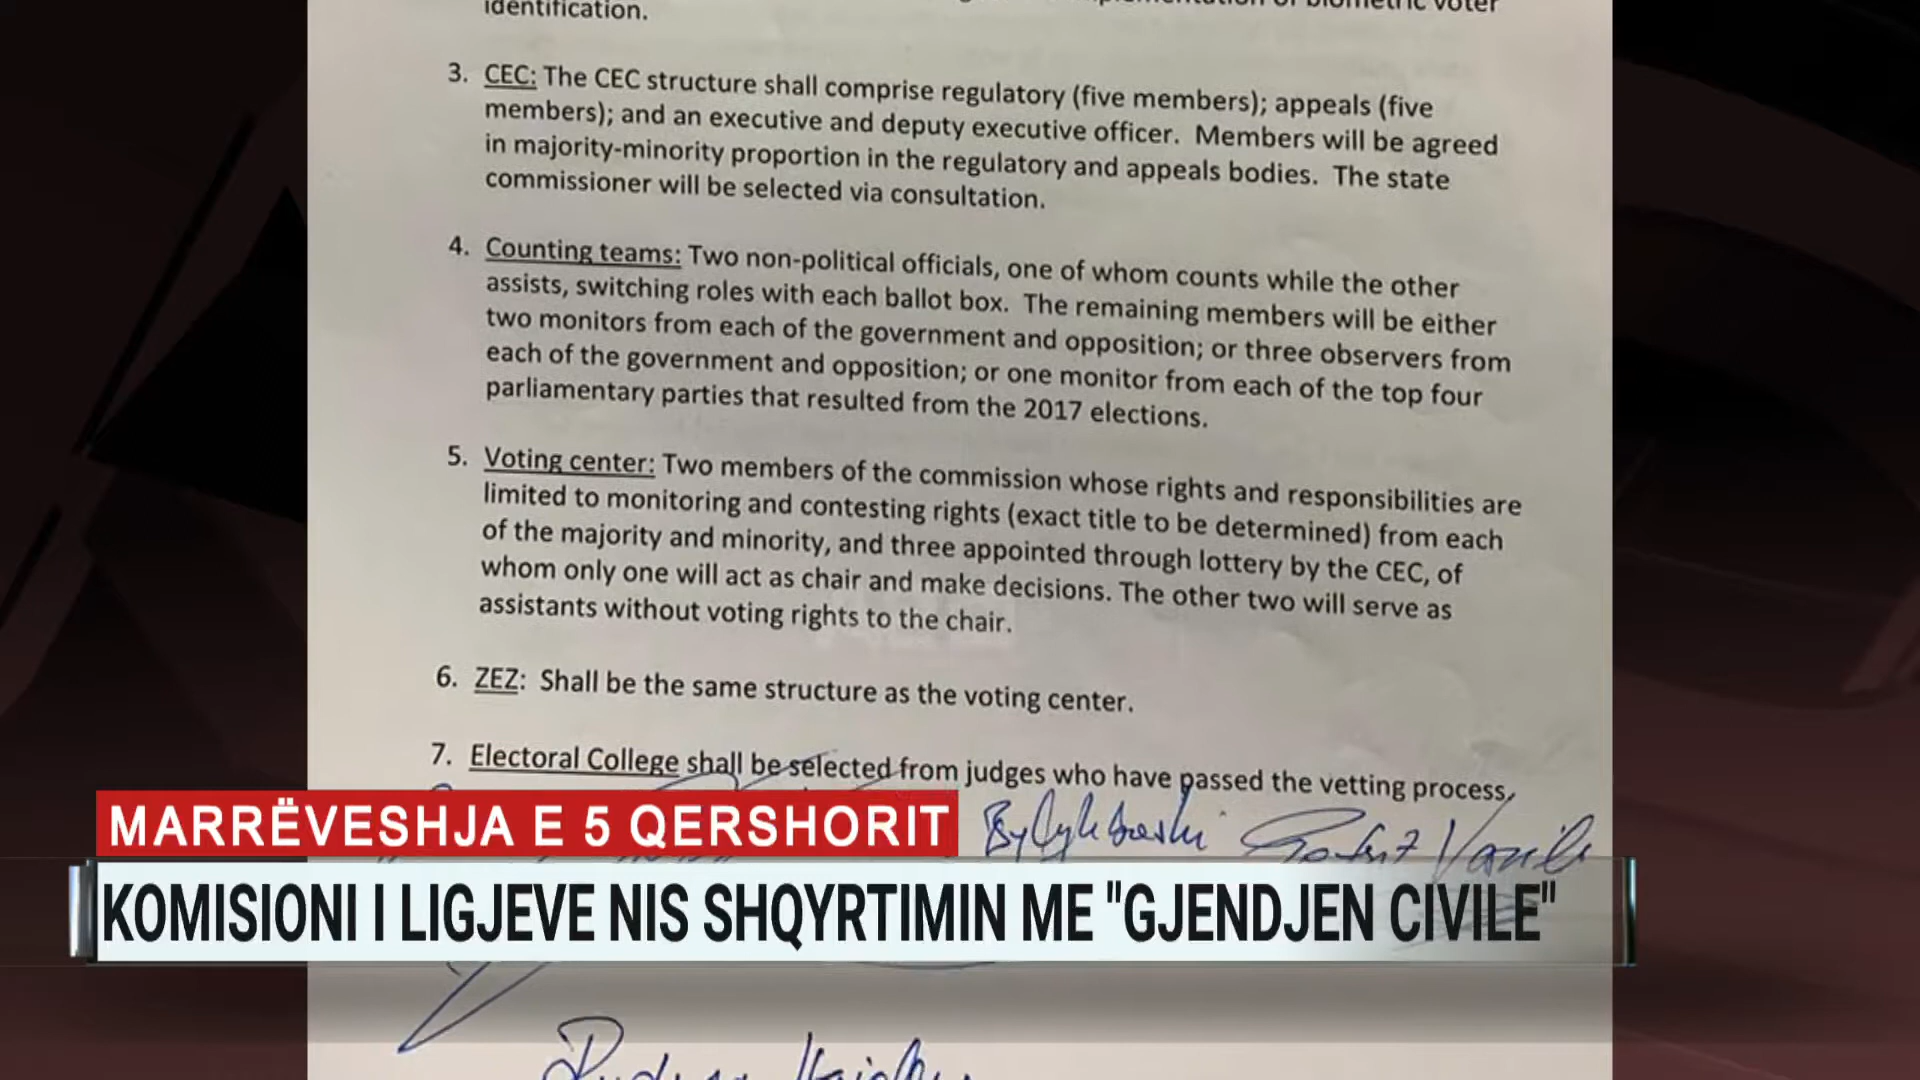 identification.
voter
3. CEC: The CEC structure shall comprise regulatory (five members); appeals (five
members); and an executive and deputy executive officer. Members will be agreed
in majority-minority proportion in the regulatory and appeals bodies. The state
commissioner will be selected via consultation.
4. Counting teams: Two non-political officials, one of whom counts while the other
assists, switching roles with each ballot box. The remaining members will be either
two monitors from each of the government and opposition; or three observers from
each of the government and opposition; or one monitor from each of the top four
parliamentary parties that resulted from the 2017 elections.
5. Voting center: Two members of the commission whose rights and responsibilities are
limited to monitoring and contesting rights (exact title to be determined) from each
of the majority and minority, and three appointed through lottery by the CEC, of
whom only one will act as chair and make decisions. The other two will serve as
assistants without voting rights to the chair.
6. ZEZ: Shall be the same structure as the voting center.
7. Electoral College shall be selected from judges who have passed the vetting process,
MARRËVESHJA E 5 QERSHORIT
KOMISIONI I LIGJEVE NIS SHQYRTIMIN ME "GJENDJEN CIVILE"